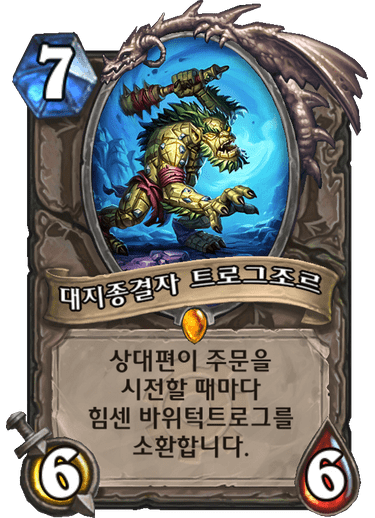 7
대지종결자 트로그조르
상대편이 주문을
시전할 때마다
힘센 바위턱트로그를
소환합니다.
6
6